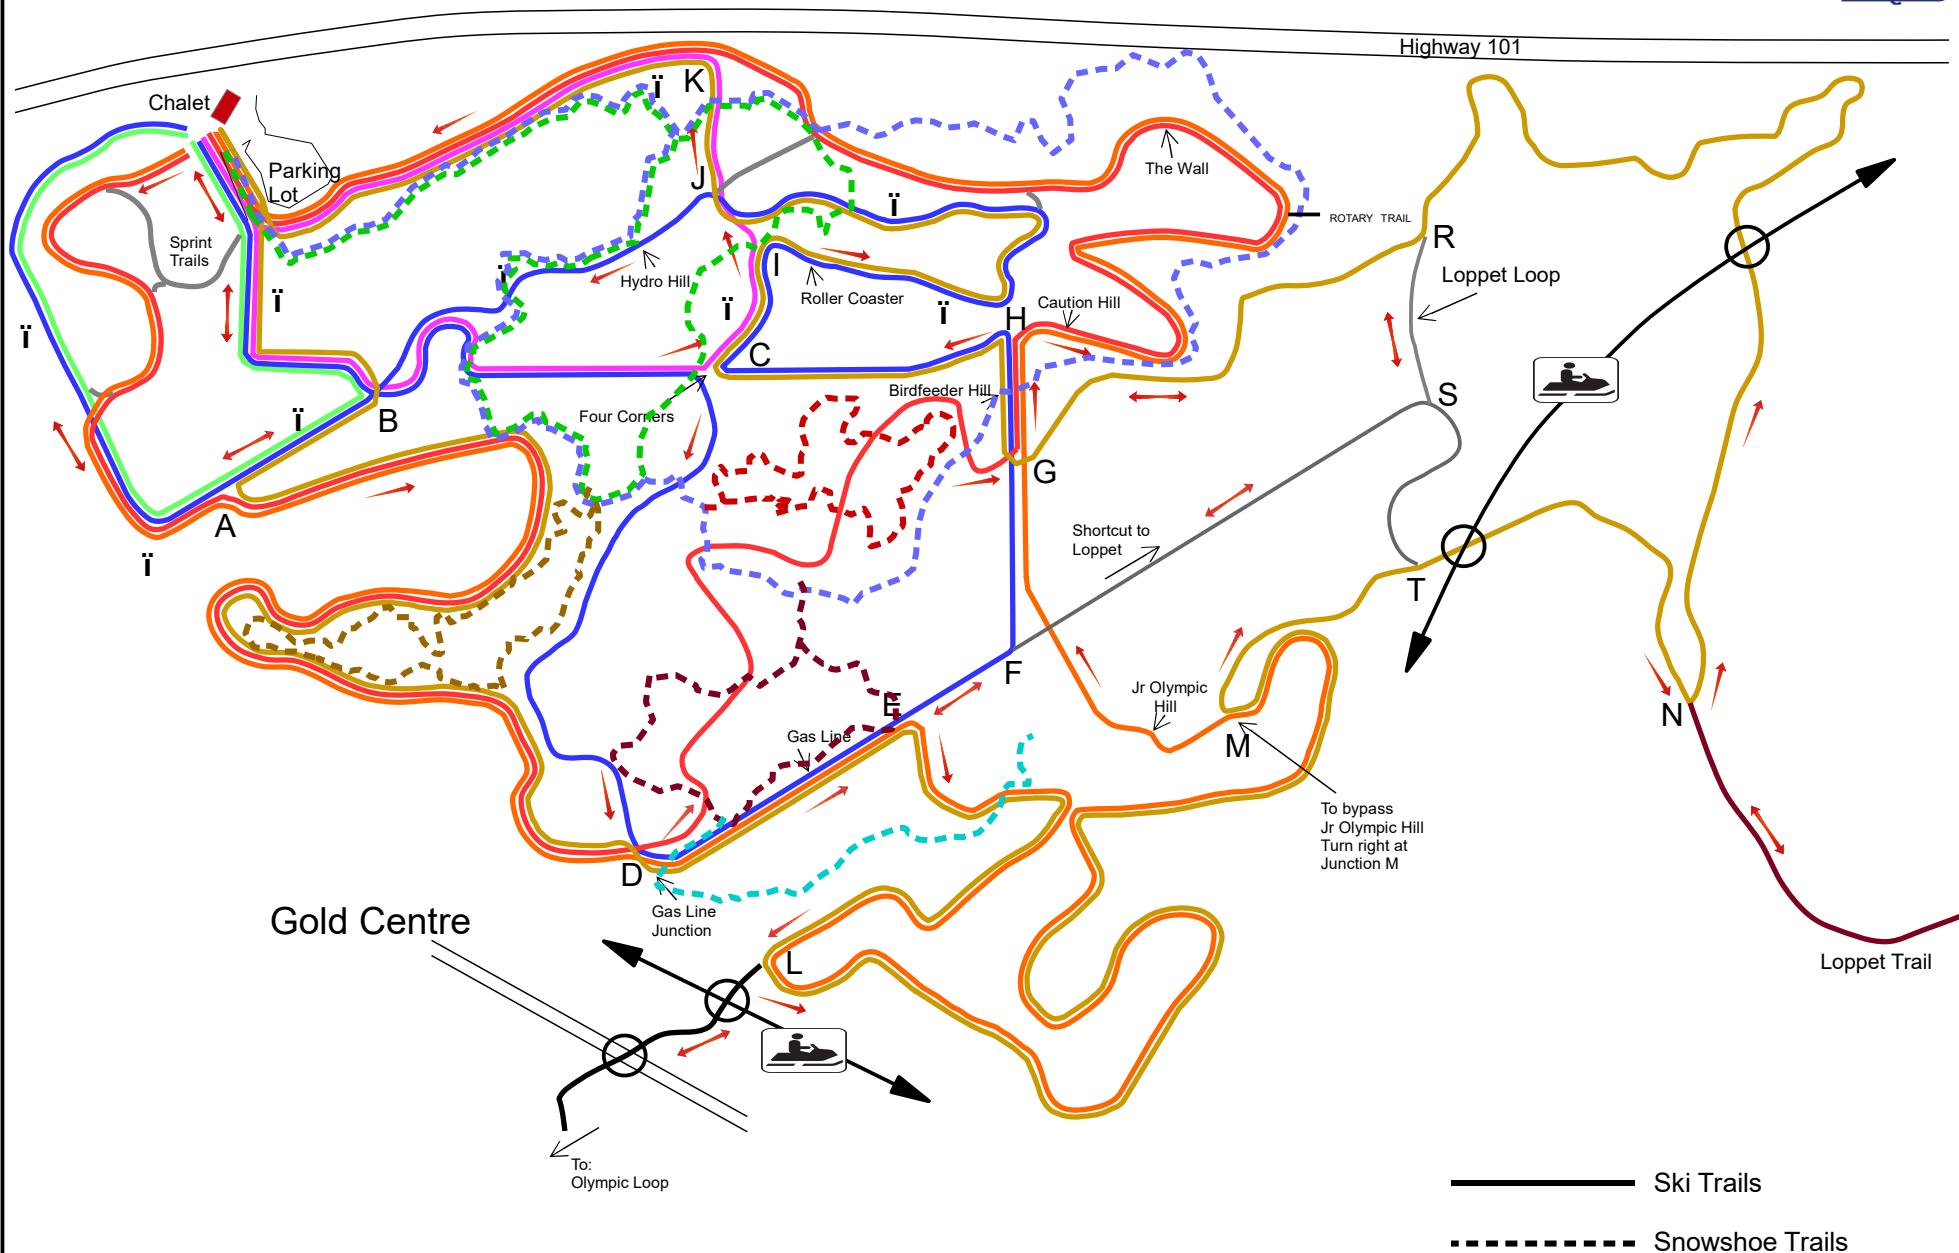 Highway 101
K
Chalet
Parking
Lot
The Wall
J
ROTARY TRAIL
R
Sprint
Trails
Loppet Loop
I
Hydro Hill
Roller Coaster
Caution Hill
H
C
Birdfeeder Hill
S
Four Corners
B
G
A
Shortcut to
Loppet
T
F
Jr Olympic
Hill
E
N
Gas Line
M
To bypass
Jr Olympic Hill
Turn right at
Junction M
D
Gas Line
Junction
Gold Centre
L
Loppet Trail
To:
Olympic Loop
Ski Trails
Snowshoe Trails
ï
ï
ï
ï
ï
ï
ï
ï
ï